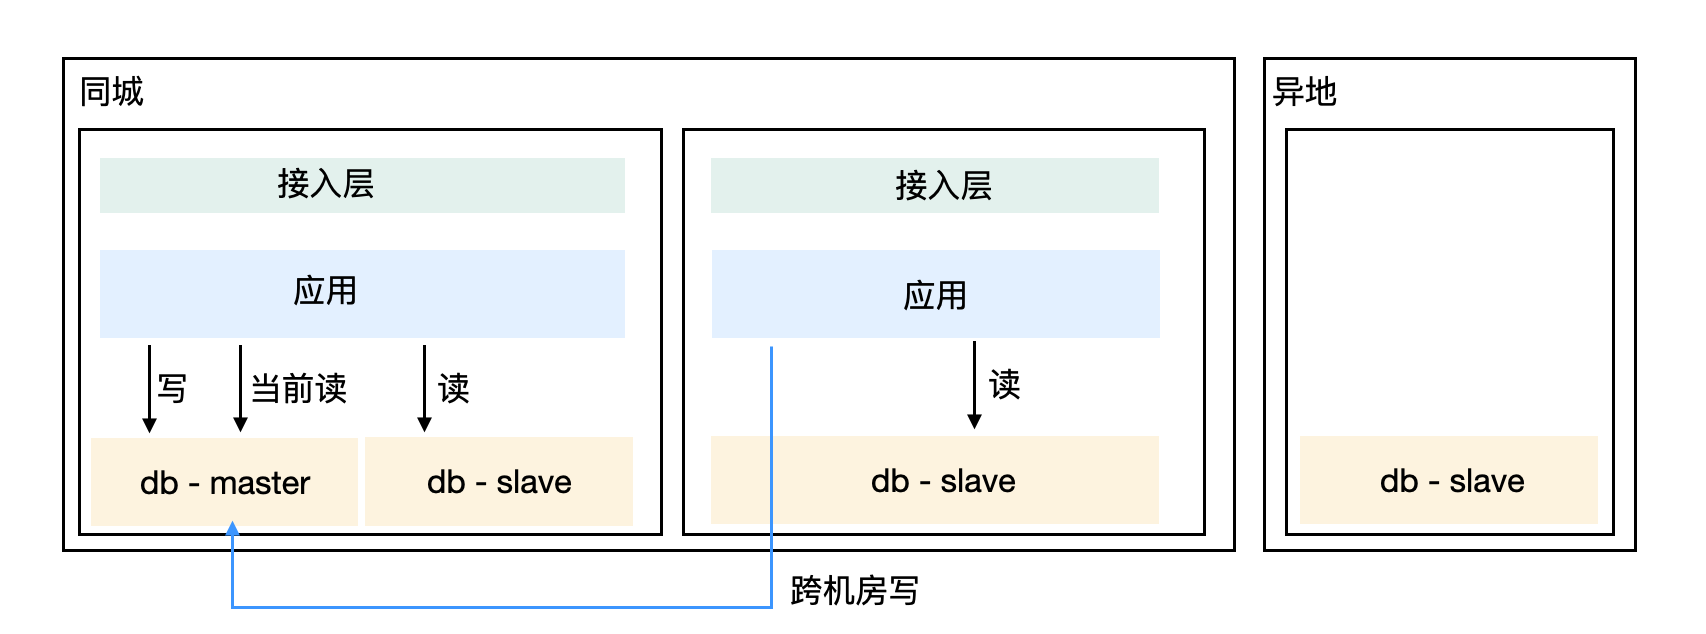 同城
异地
接入层
接入层
应用
应用
写
当前读
读
读
db - master
db - slave
db - slave
db - slave
跨机房写